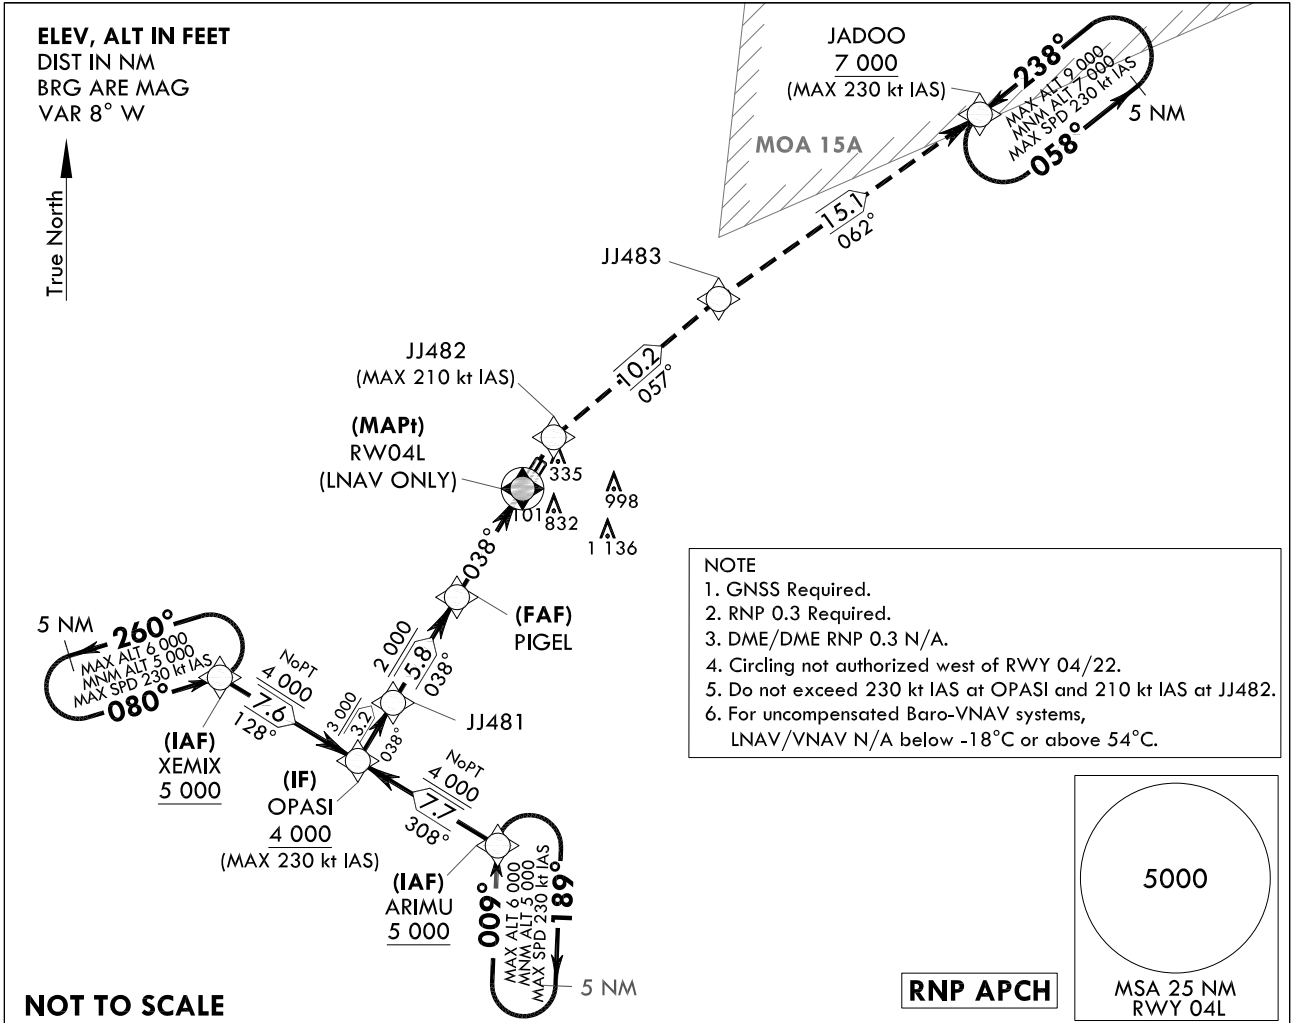 ELEV, ALT IN FEET
DIST IN NM
BRG ARE MAG
VAR 8° W
True North
JADOO
7 000
(MAX 230 kt IAS)
238°
MAX ALT 9 000
MNM ALT 7 000
MAX SPD 230 kt IAS
058°
5 NM
MOA 15A
15.1
062°
JJ483
10.2
057°
JJ482
(MAX 210 kt IAS)
(MAPt)
RW04L
(LNAV ONLY)
335
998
101
832
1 136
038°
(FAF)
PIGEL
2 000
5.8
038°
JJ481
3 000
3.2
038°
5 NM
260°
MAX ALT 6 000
MNM ALT 5 000
MAX SPD 230 kt IAS
080°
NoPT
4 000
7.6
128°
(IAF)
XEMIX
5 000
(IF)
OPASI
4 000
(MAX 230 kt IAS)
NoPT
4 000
7.7
308°
(IAF)
ARIMU
5 000
009°
MAX ALT 6 000
MNM ALT 5 000
MAX SPD 230 kt IAS
189°
5 NM
NOTE
1. GNSS Required.
2. RNP 0.3 Required.
3. DME/DME RNP 0.3 N/A.
4. Circling not authorized west of RWY 04/22.
5. Do not exceed 230 kt IAS at OPASI and 210 kt IAS at JJ482.
6. For uncompensated Baro-VNAV systems,
LNAV/VNAV N/A below -18°C or above 54°C.
5000
MSA 25 NM
RWY 04L
RNP APCH
NOT TO SCALE